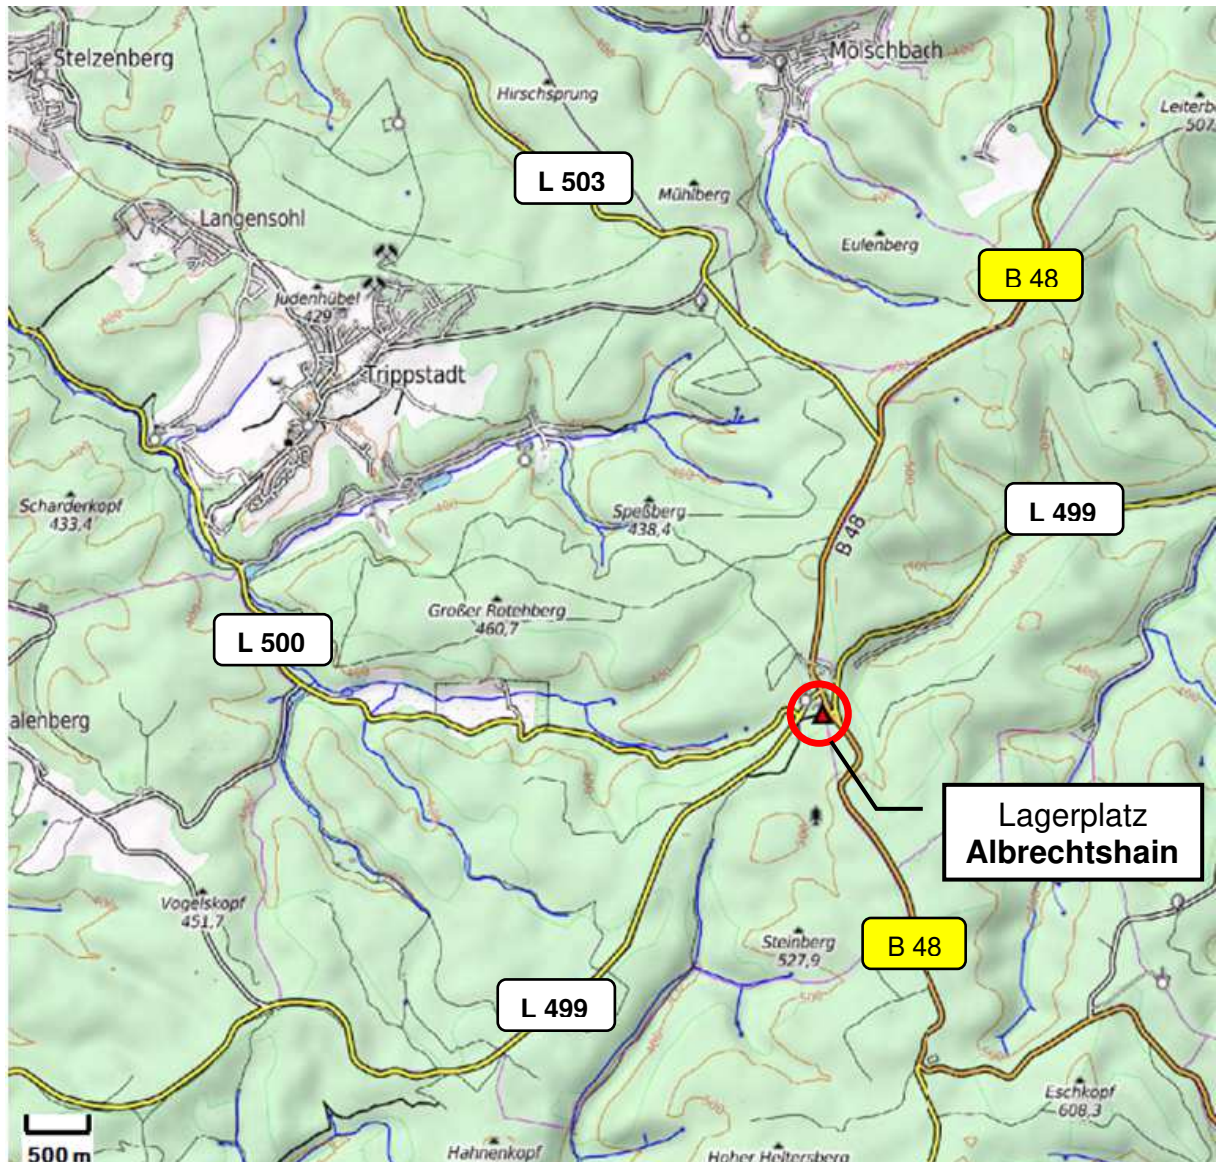 Stelzenberg
Mölschbach
Hirschsprung
Leiterb
507,
L 503
Mühlberg
Langensohl
Eulenberg
B 48
Judenhübel
429
Trippstadt
Scharderkopf
433,4
Speßberg
438,4
L 499
B 48
Großer Rotehberg
460,7
L 500
alenberg
Lagerplatz
Albrechtshain
Vogelskopf
451,7
Steinberg
527,9
B 48
L 499
Eschkopf
608,3
500 m
Hahnenkopf
Hoher Heltersberg